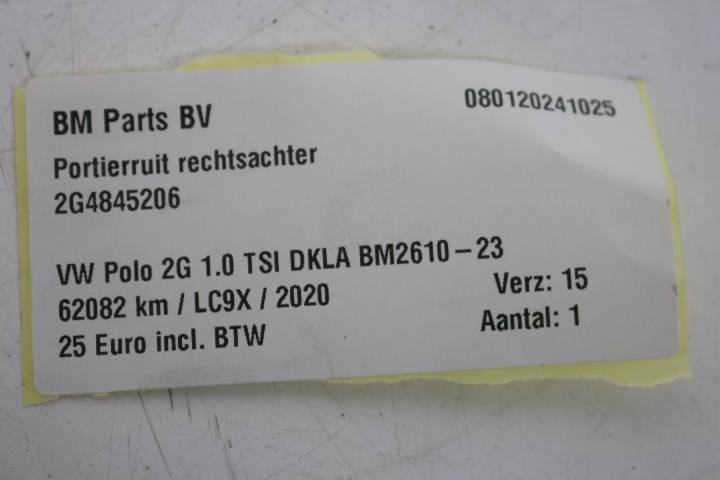 BM Parts BV
080120241025
Portierruit rechtsachter
2G4845206
VW Polo 2G 1.0 TSI DKLA BM2610-23
62082 km / LC9X / 2020
Verz: 15
25 Euro incl. BTW
Aantal: 1